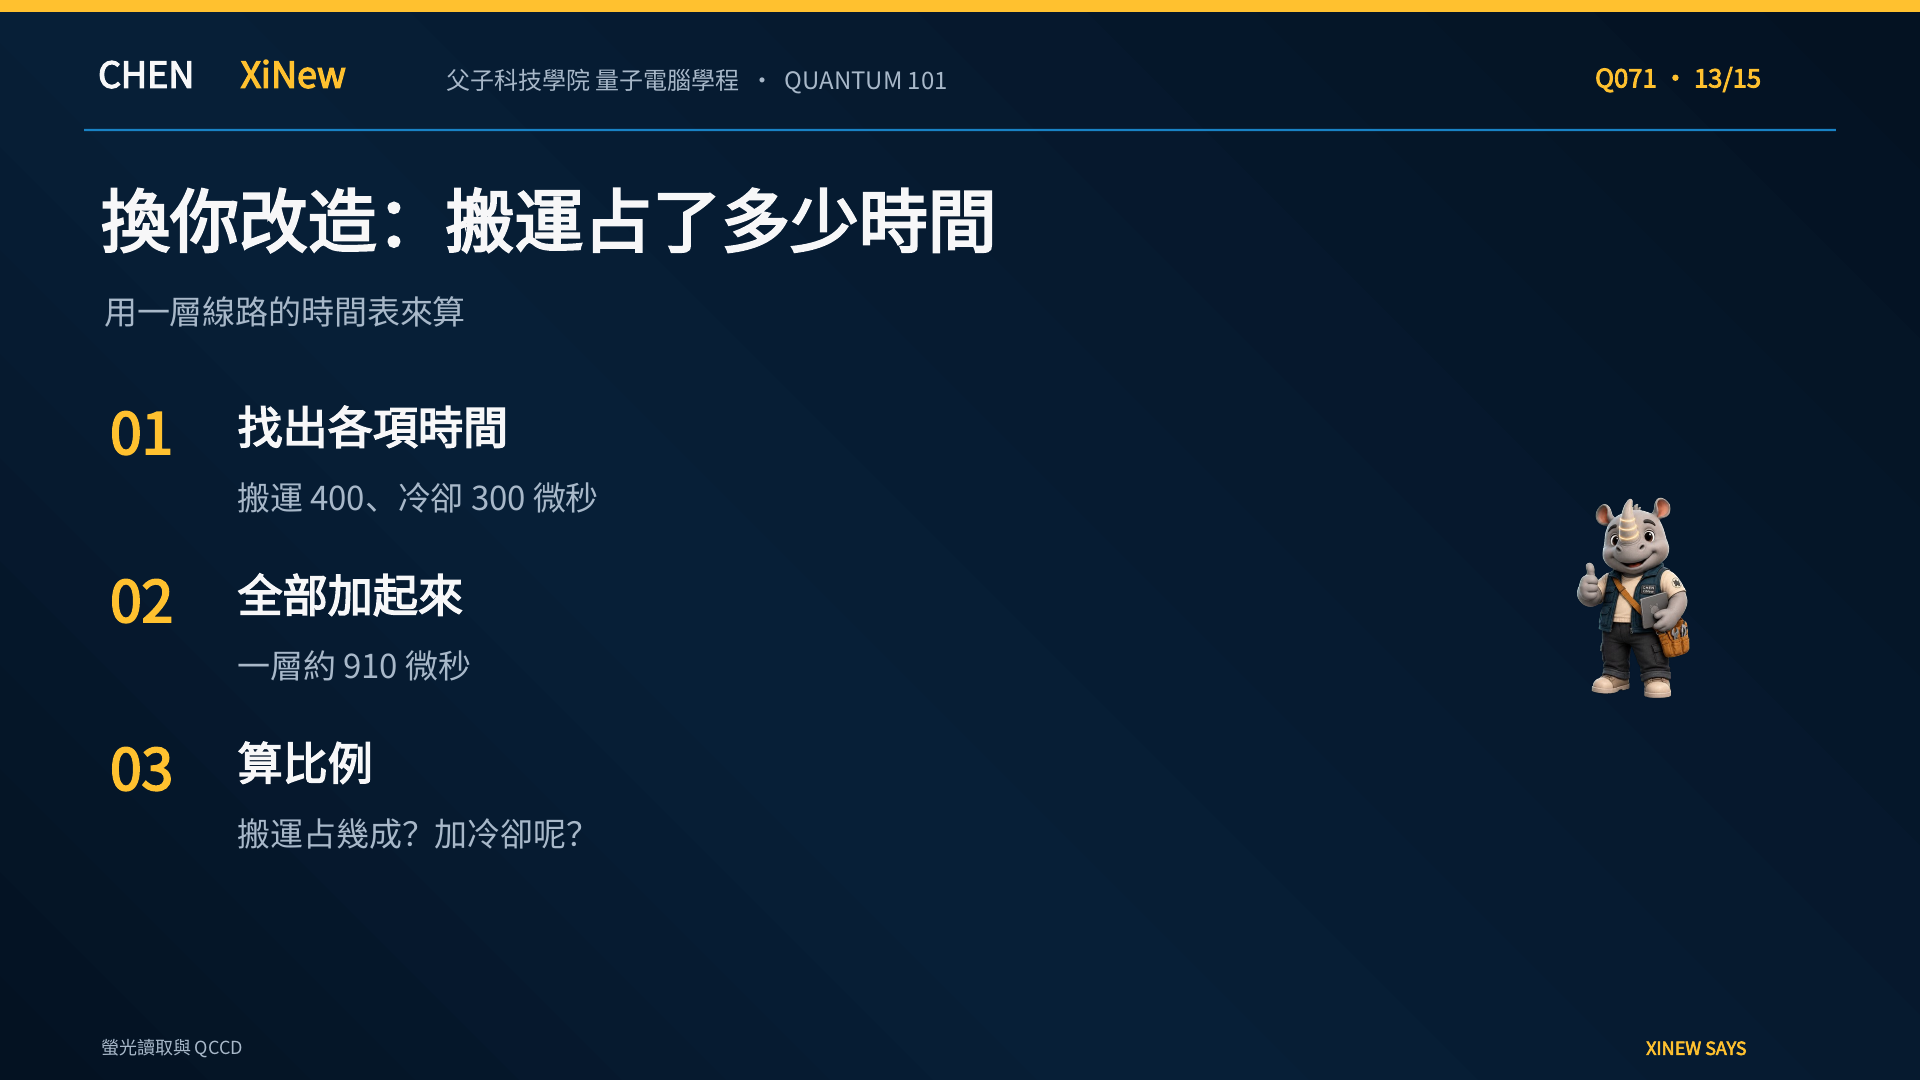 CHEN XiNew 父子科技學院 量子電腦學程 · QUANTUM 101 Q071 · 13/15
換你改造：搬運占了多少時間
用一層線路的時間表來算
01 找出各項時間
搬運 400、冷卻 300 微秒
02 全部加起來
一層約 910 微秒
03 算比例
搬運占幾成？加冷卻呢？
螢光讀取與 QCCD XINEW SAYS